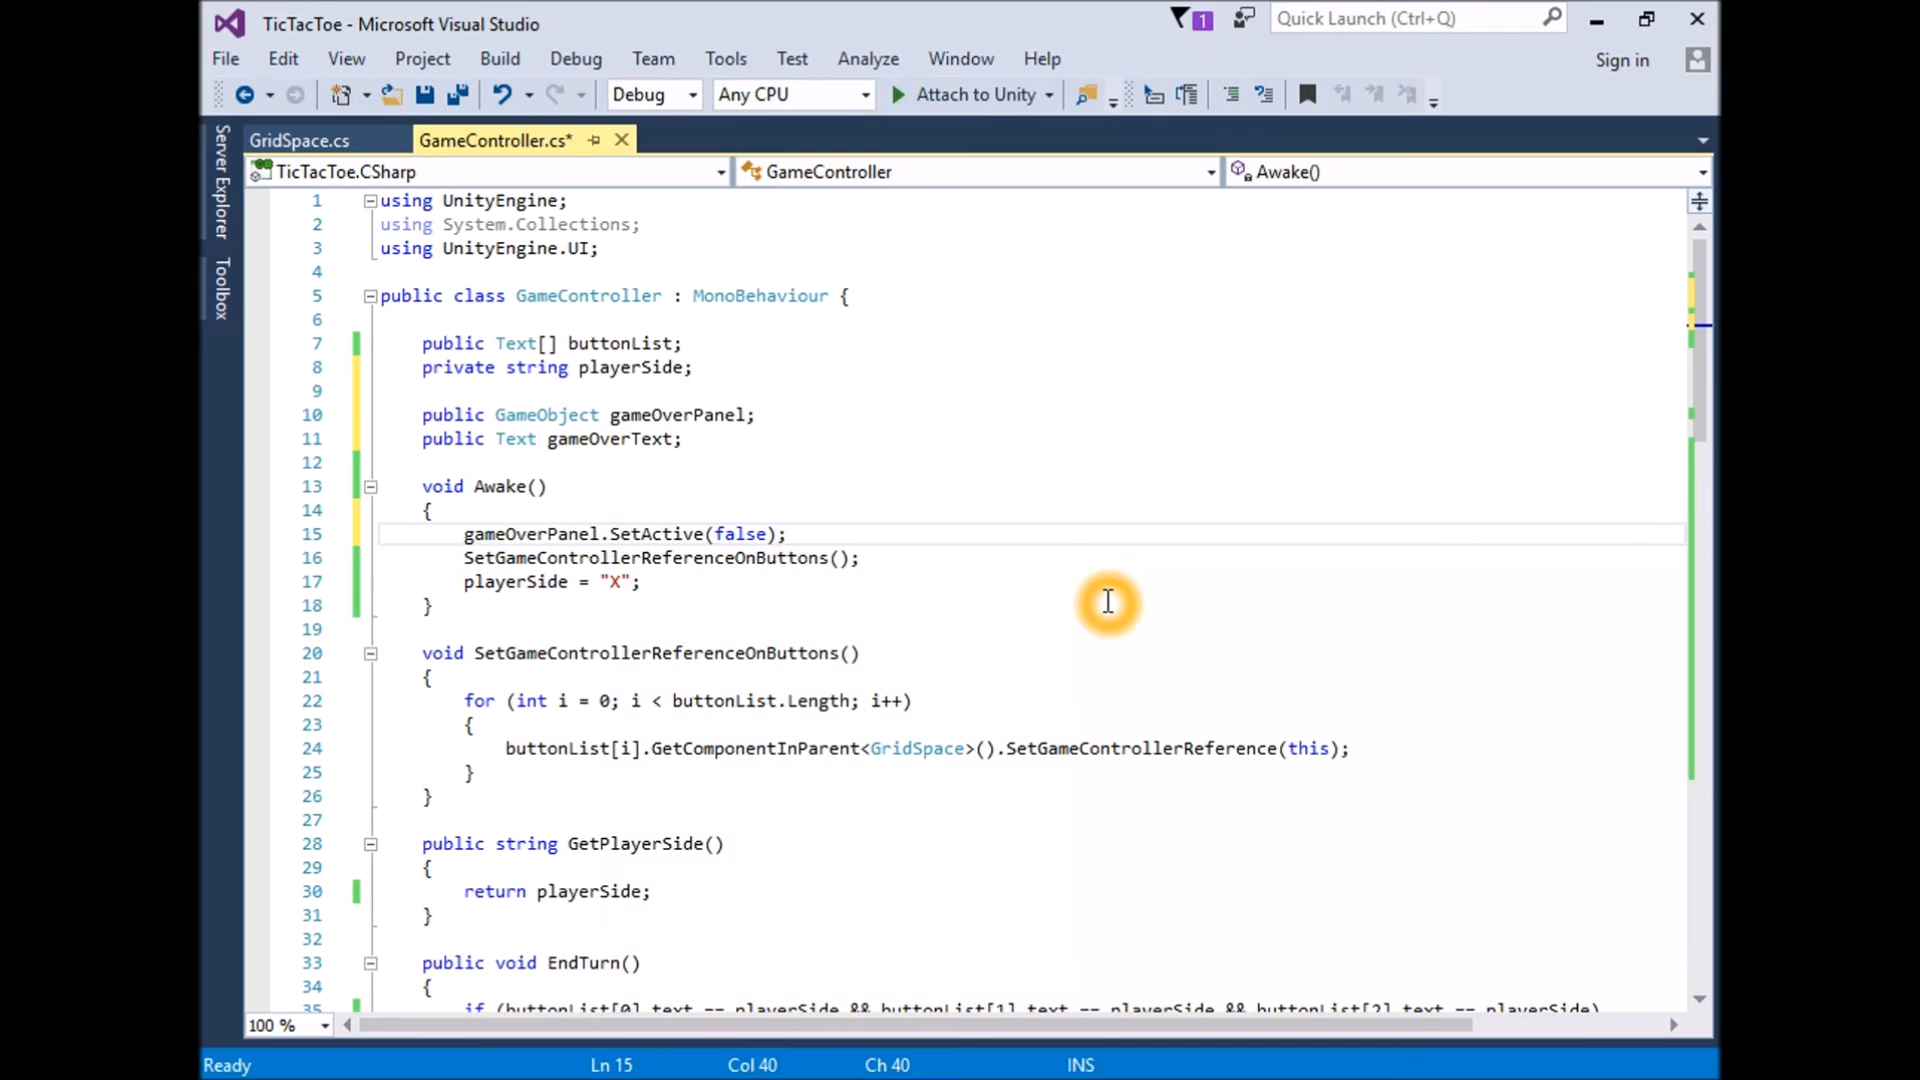 TicTacToe - Microsoft Visual Studio
1
Quick Launch (Ctrl+Q)
File Edit View Project Build Debug Team Tools Test Analyze Window Help
Sign in
Debug Any CPU Attach to Unity
Server Explorer
Toolbox
GridSpace.cs GameController.cs*
TicTacToe.CSharp GameController Awake()
1 using UnityEngine;
2 using System.Collections;
3 using UnityEngine.UI;
4
5 public class GameController : MonoBehaviour {
6
7 public Text[] buttonList;
8 private string playerSide;
9
10 public GameObject gameOverPanel;
11 public Text gameOverText;
12
13 void Awake()
14 {
15 gameOverPanel.SetActive(false);
16 SetGameControllerReferenceOnButtons();
17 playerSide = "X";
18 }
19
20 void SetGameControllerReferenceOnButtons()
21 {
22 for (int i = 0; i < buttonList.Length; i++)
23 {
24 buttonList[i].GetComponentInParent<GridSpace>().SetGameControllerReference(this);
25 }
26 }
27
28 public string GetPlayerSide()
29 {
30 return playerSide;
31 }
32
33 public void EndTurn()
34 {
35 if (buttonList[0].text == playerSide && buttonList[1].text == playerSide && buttonList[2].text == playerSide)
100 %
Ready Ln 15 Col 40 Ch 40 INS